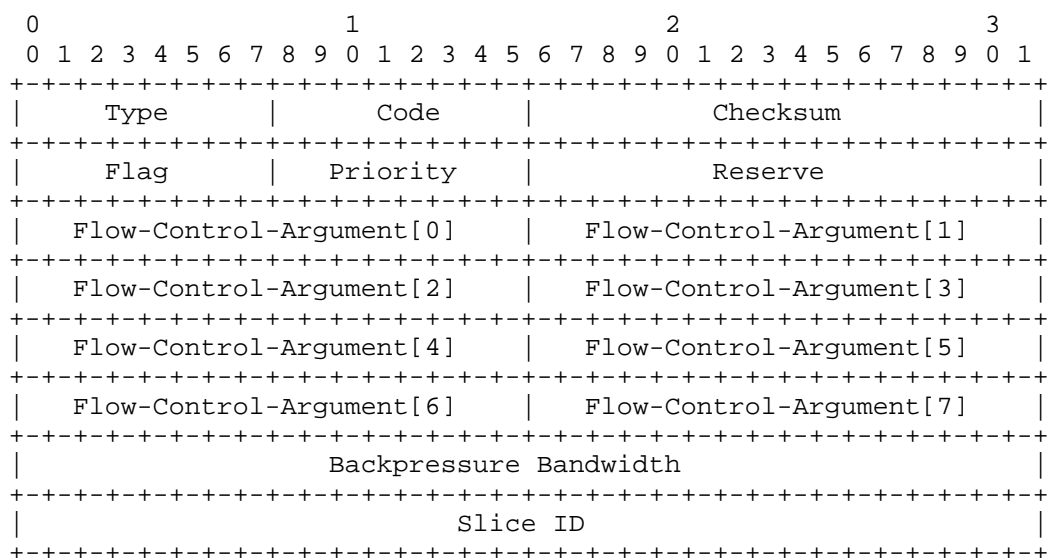 0                   1                   2                   3
 0 1 2 3 4 5 6 7 8 9 0 1 2 3 4 5 6 7 8 9 0 1 2 3 4 5 6 7 8 9 0 1
+-+-+-+-+-+-+-+-+-+-+-+-+-+-+-+-+-+-+-+-+-+-+-+-+-+-+-+-+-+-+-+-+
|     Type      |      Code     |           Checksum            |
+-+-+-+-+-+-+-+-+-+-+-+-+-+-+-+-+-+-+-+-+-+-+-+-+-+-+-+-+-+-+-+-+
|     Flag      |   Priority    |           Reserve             |
+-+-+-+-+-+-+-+-+-+-+-+-+-+-+-+-+-+-+-+-+-+-+-+-+-+-+-+-+-+-+-+-+
|   Flow-Control-Argument[0]    |   Flow-Control-Argument[1]    |
+-+-+-+-+-+-+-+-+-+-+-+-+-+-+-+-+-+-+-+-+-+-+-+-+-+-+-+-+-+-+-+-+
|   Flow-Control-Argument[2]    |   Flow-Control-Argument[3]    |
+-+-+-+-+-+-+-+-+-+-+-+-+-+-+-+-+-+-+-+-+-+-+-+-+-+-+-+-+-+-+-+-+
|   Flow-Control-Argument[4]    |   Flow-Control-Argument[5]    |
+-+-+-+-+-+-+-+-+-+-+-+-+-+-+-+-+-+-+-+-+-+-+-+-+-+-+-+-+-+-+-+-+
|   Flow-Control-Argument[6]    |   Flow-Control-Argument[7]    |
+-+-+-+-+-+-+-+-+-+-+-+-+-+-+-+-+-+-+-+-+-+-+-+-+-+-+-+-+-+-+-+-+
|                   Backpressure Bandwidth                      |
+-+-+-+-+-+-+-+-+-+-+-+-+-+-+-+-+-+-+-+-+-+-+-+-+-+-+-+-+-+-+-+-+
|                           Slice ID                            |
+-+-+-+-+-+-+-+-+-+-+-+-+-+-+-+-+-+-+-+-+-+-+-+-+-+-+-+-+-+-+-+-+